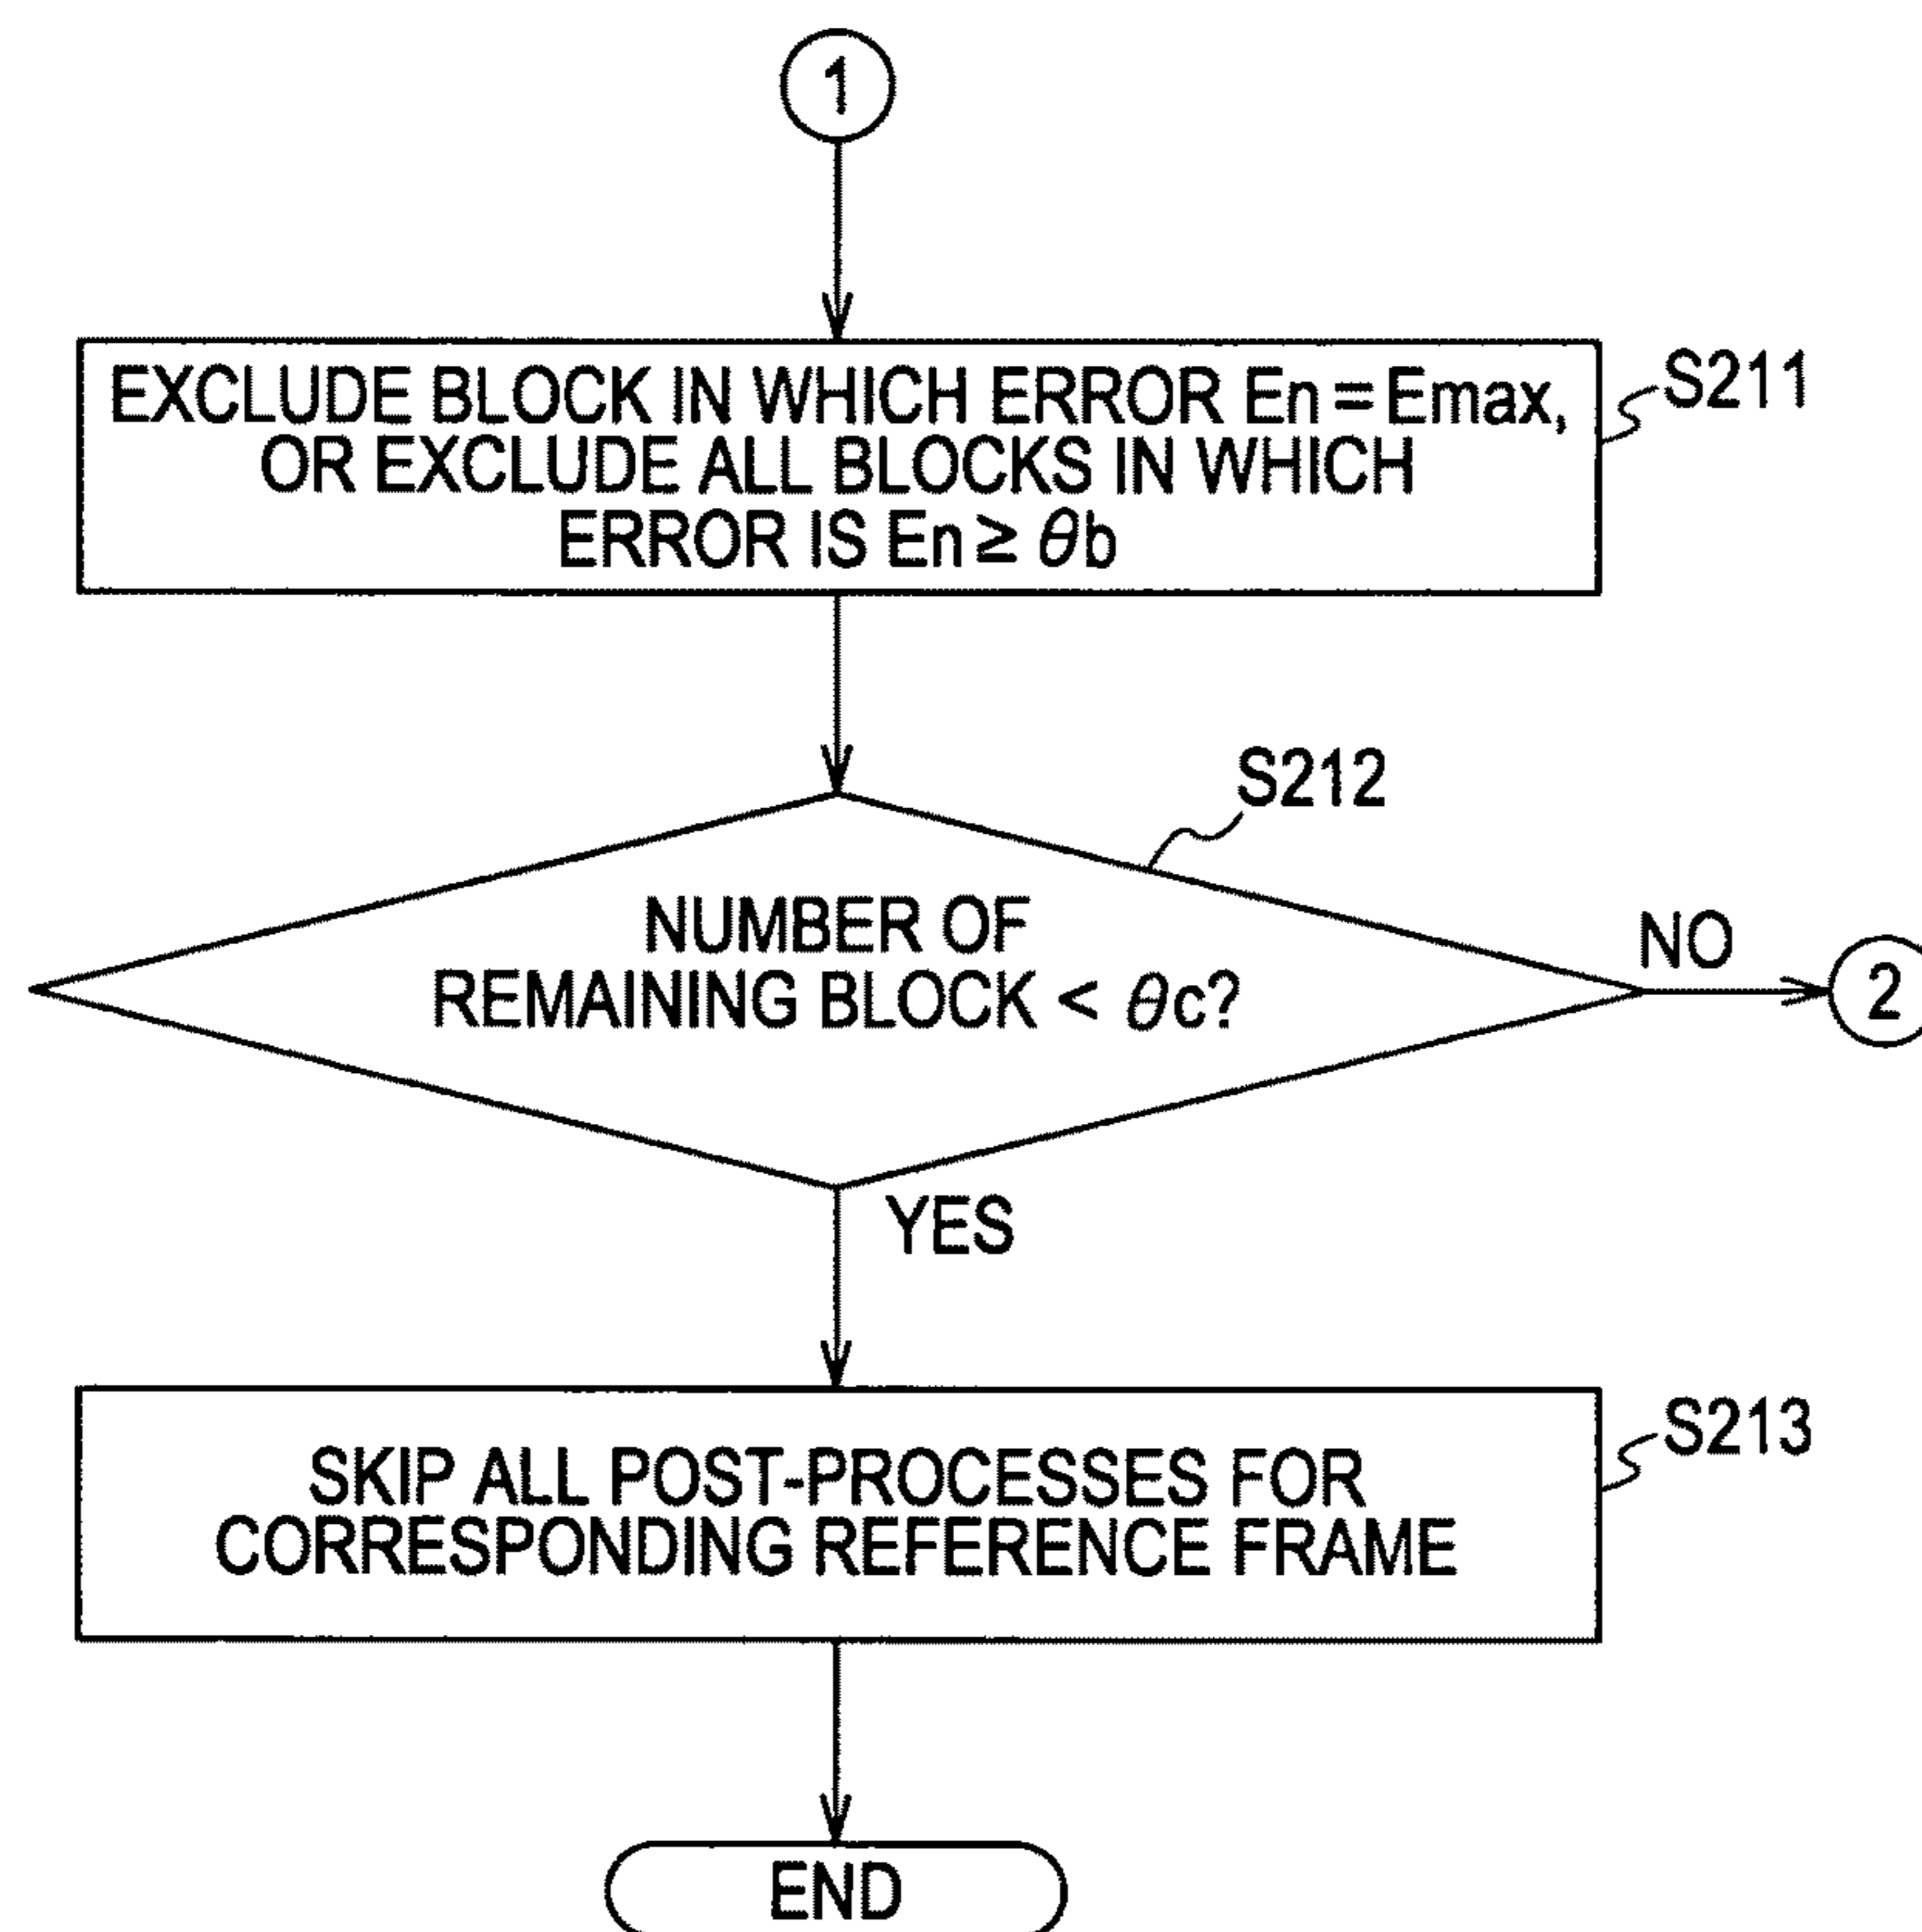 1
EXCLUDE BLOCK IN WHICH ERROR En = Emax,
OR EXCLUDE ALL BLOCKS IN WHICH
ERROR IS En ≥ θb
S211
S212
NUMBER OF
REMAINING BLOCK < θc?
NO
2
YES
SKIP ALL POST-PROCESSES FOR
CORRESPONDING REFERENCE FRAME
S213
END